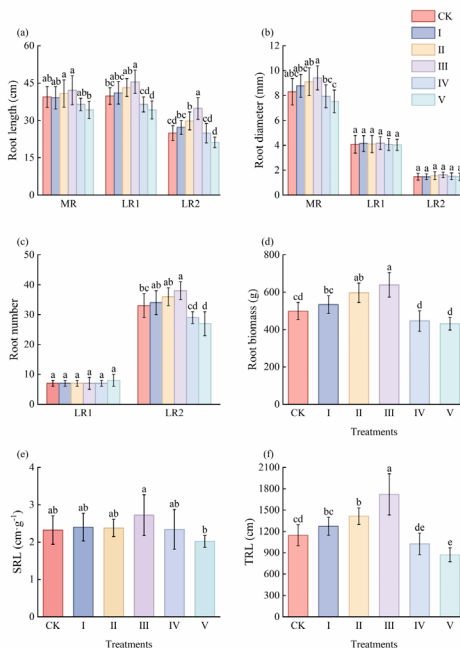 (a)
Root length (cm)
60
45
30
15
0
ab ab a a ab b
bc abc ab a cd d
cd bc b a cd d
MR LR1 LR2
(b)
Root diameter (mm)
12
10
8
6
4
2
0
abc abc ab a bc c
a a a a a a
a a a a a a
MR LR1 LR2
CK
I
II
III
IV
V
(c)
Root number
50
40
30
20
10
0
a a a a a a
bc ab ab a cd d
LR1 LR2
(d)
Root biomass (g)
1000
800
600
400
200
0
cd bc ab a d d
CK I II III IV V
Treatments
(e)
SRL (cm·g⁻¹)
4
3
2
1
0
ab ab ab a ab b
CK I II III IV V
Treatments
(f)
TRL (cm)
2100
1800
1500
1200
900
600
300
0
cd bc b a de e
CK I II III IV V
Treatments